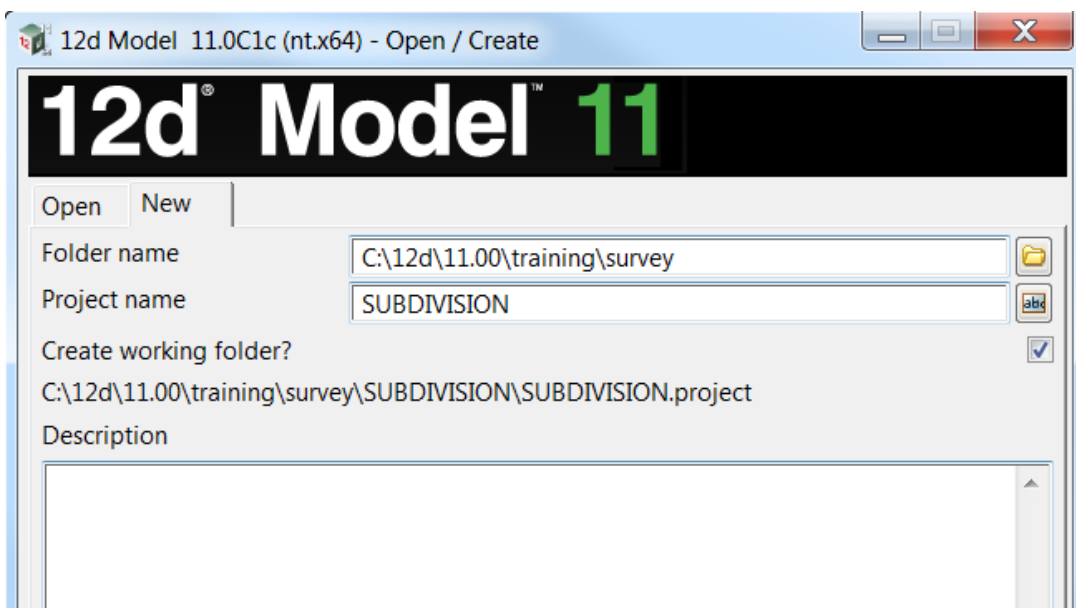 12d Model 11.0C1c (nt.x64) - Open / Create
12d® Model™ 11
Open New
Folder name C:\12d\11.00\training\survey
Project name SUBDIVISION
abc
Create working folder?
C:\12d\11.00\training\survey\SUBDIVISION\SUBDIVISION.project
Description